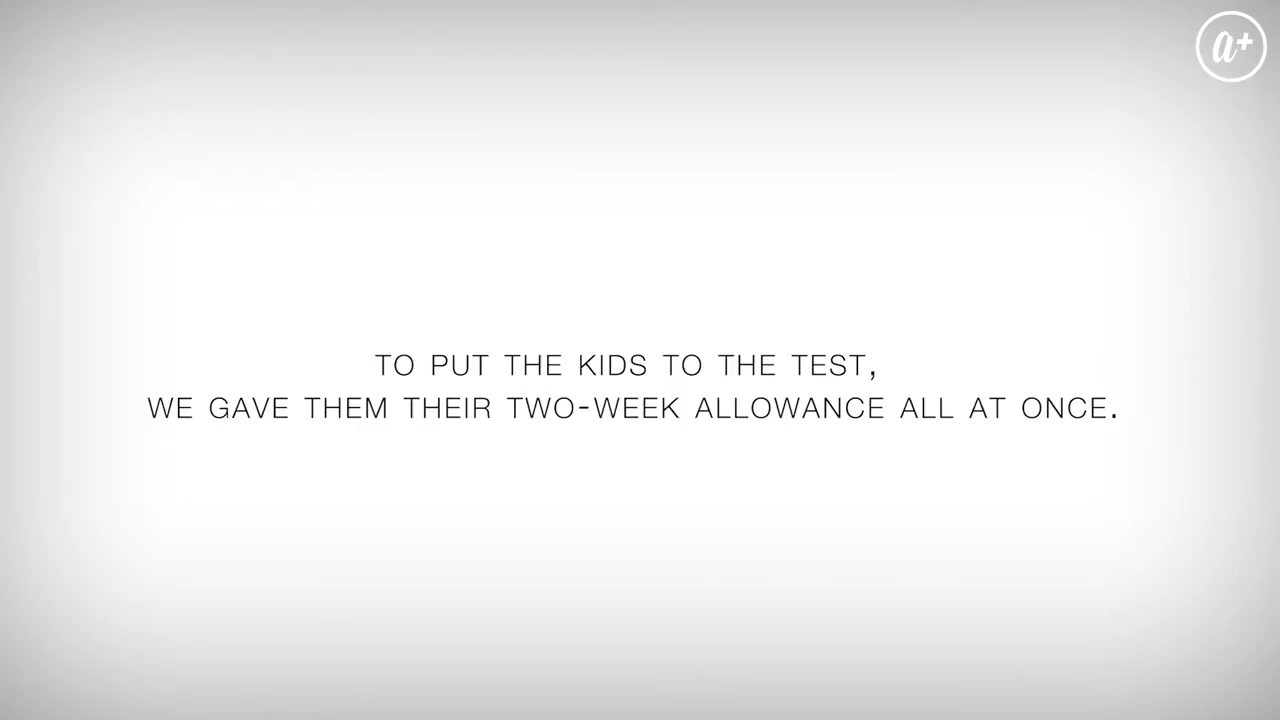 a+
TO PUT THE KIDS TO THE TEST,
WE GAVE THEM THEIR TWO-WEEK ALLOWANCE ALL AT ONCE.